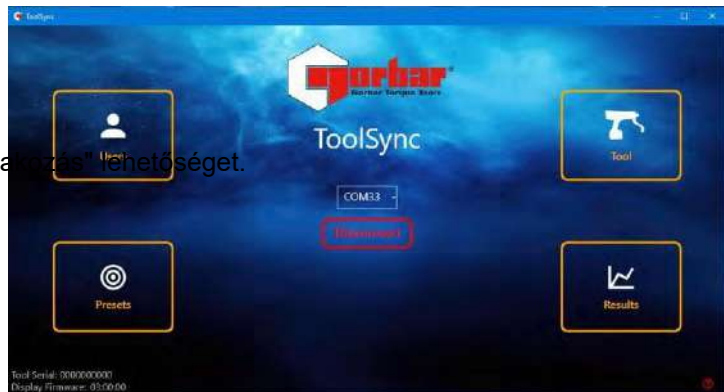 ToolSync
norbar®
Norbar Torque Tools
ToolSync
User
Tool
akozás" lehetőséget.
COM33
Disconnect
Presets
Results
Tool Serial: 0000000000
Display Firmware: 03:00:00